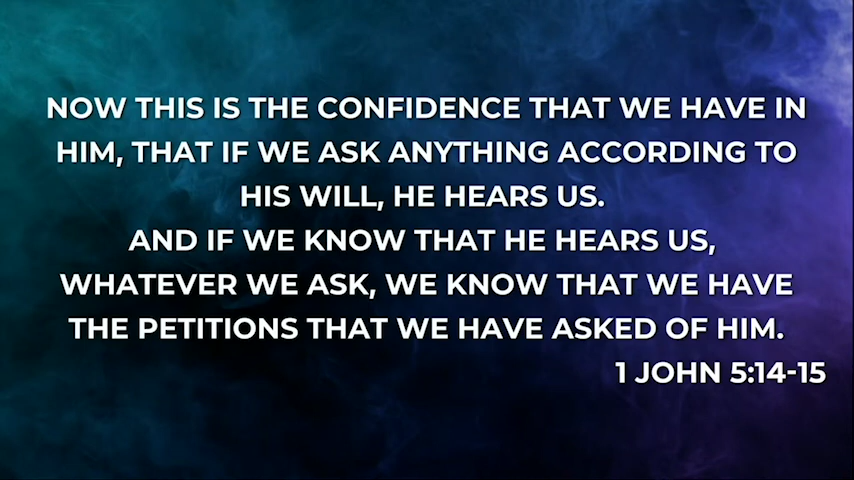 NOW THIS IS THE CONFIDENCE THAT WE HAVE IN
HIM, THAT IF WE ASK ANYTHING ACCORDING TO
HIS WILL, HE HEARS US.
AND IF WE KNOW THAT HE HEARS US,
WHATEVER WE ASK, WE KNOW THAT WE HAVE
THE PETITIONS THAT WE HAVE ASKED OF HIM.
1 JOHN 5:14-15